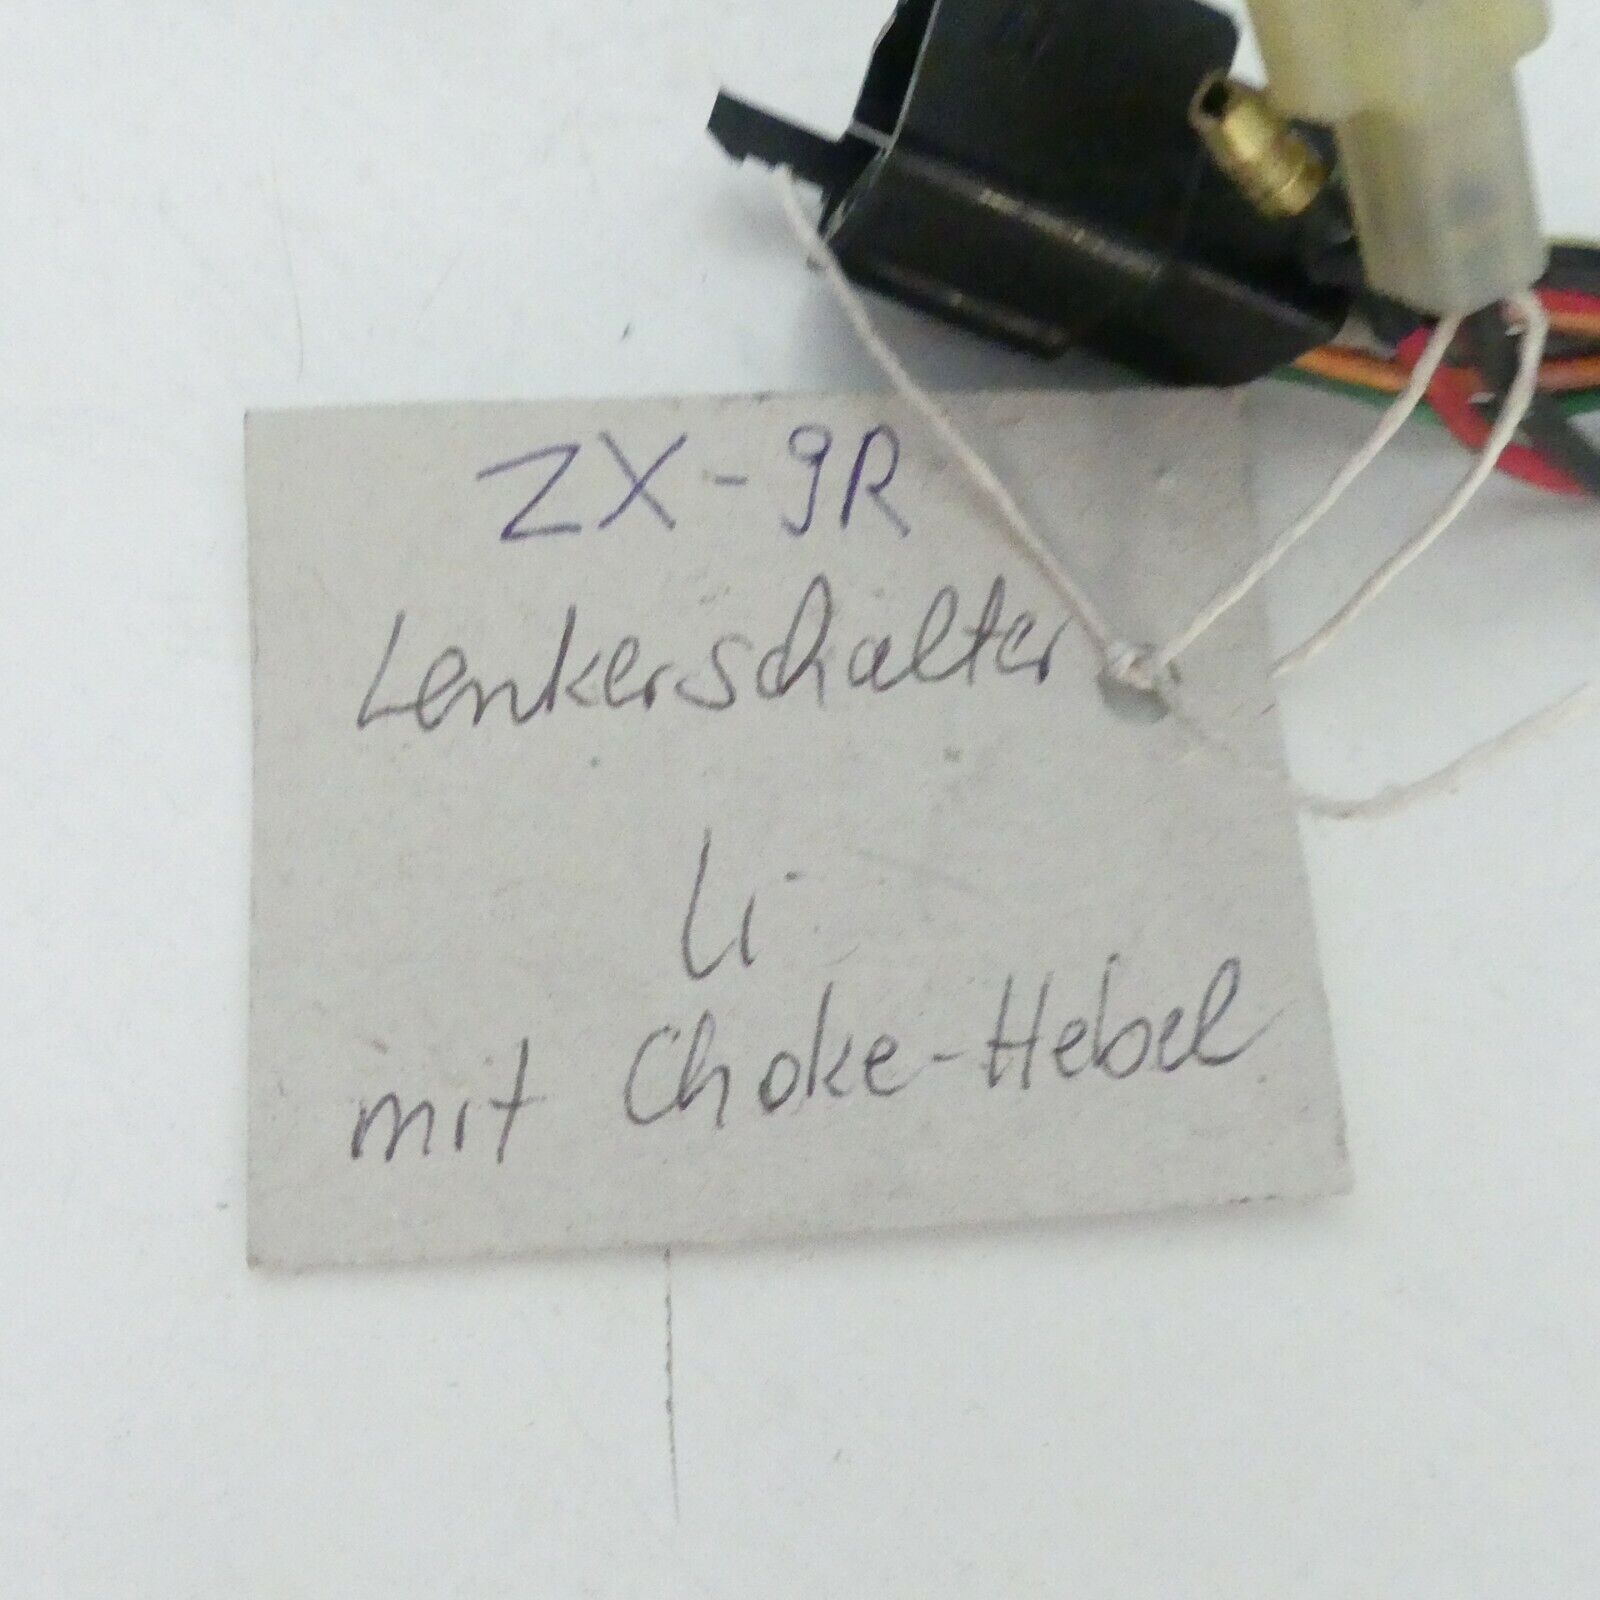 ZX-9R
Lenkerschalter
Li
mit Choke-Hebel